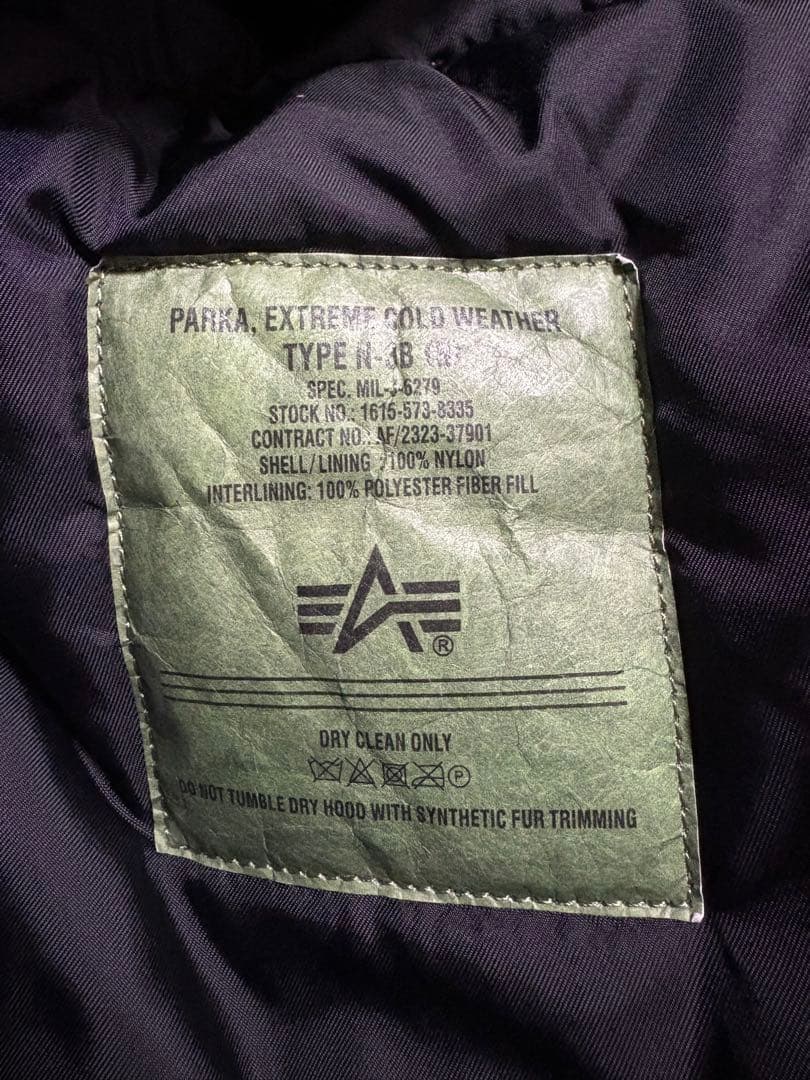 PARKA, EXTREME COLD WEATHER
TYPE N-3B (N)
SPEC. MIL-J-6279
STOCK NO.: 1615-573-8335
CONTRACT NO.: AF/2323-37901
SHELL/LINING : 100% NYLON
INTERLINING: 100% POLYESTER FIBER FILL
®
DRY CLEAN ONLY
P
DO NOT TUMBLE DRY HOOD WITH SYNTHETIC FUR TRIMMING